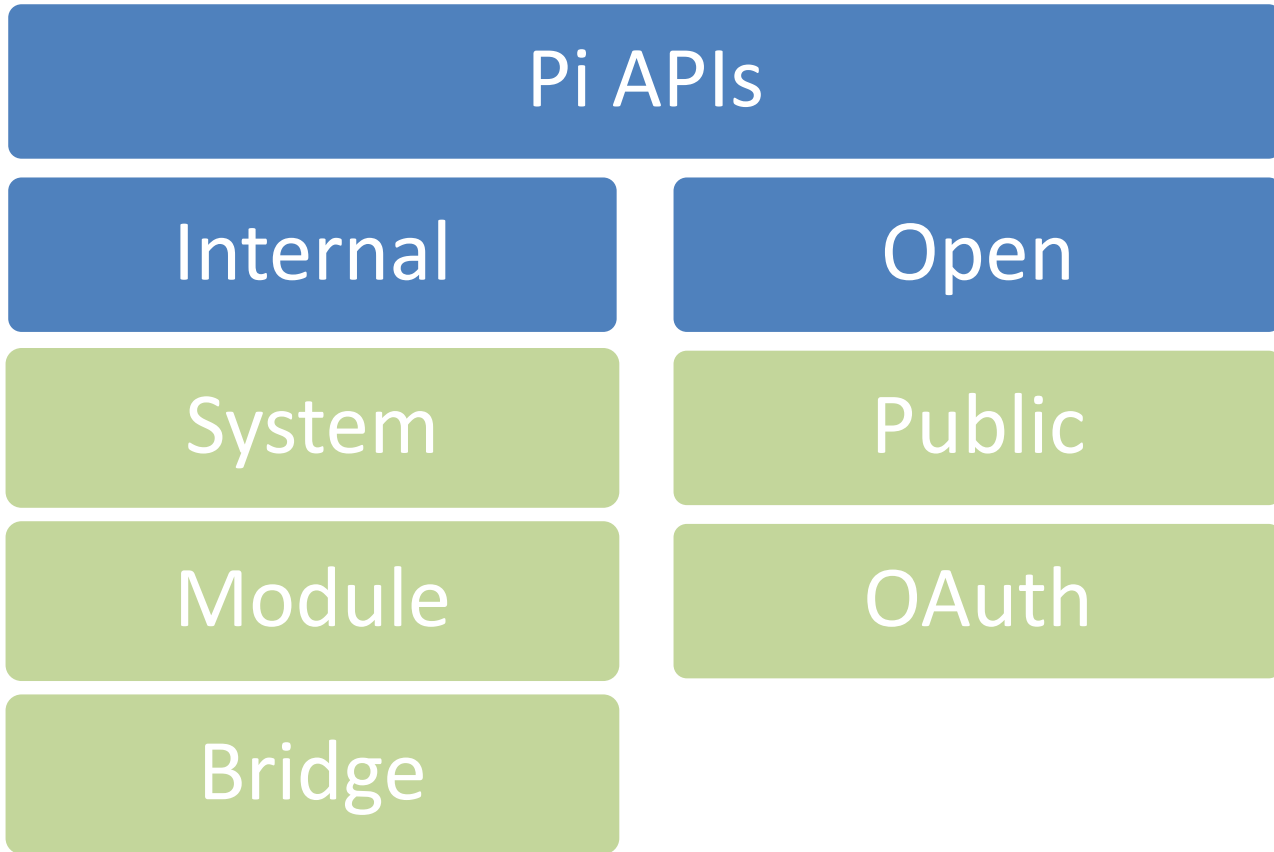 Pi APIs
Internal
Open
System
Public
Module
OAuth
Bridge